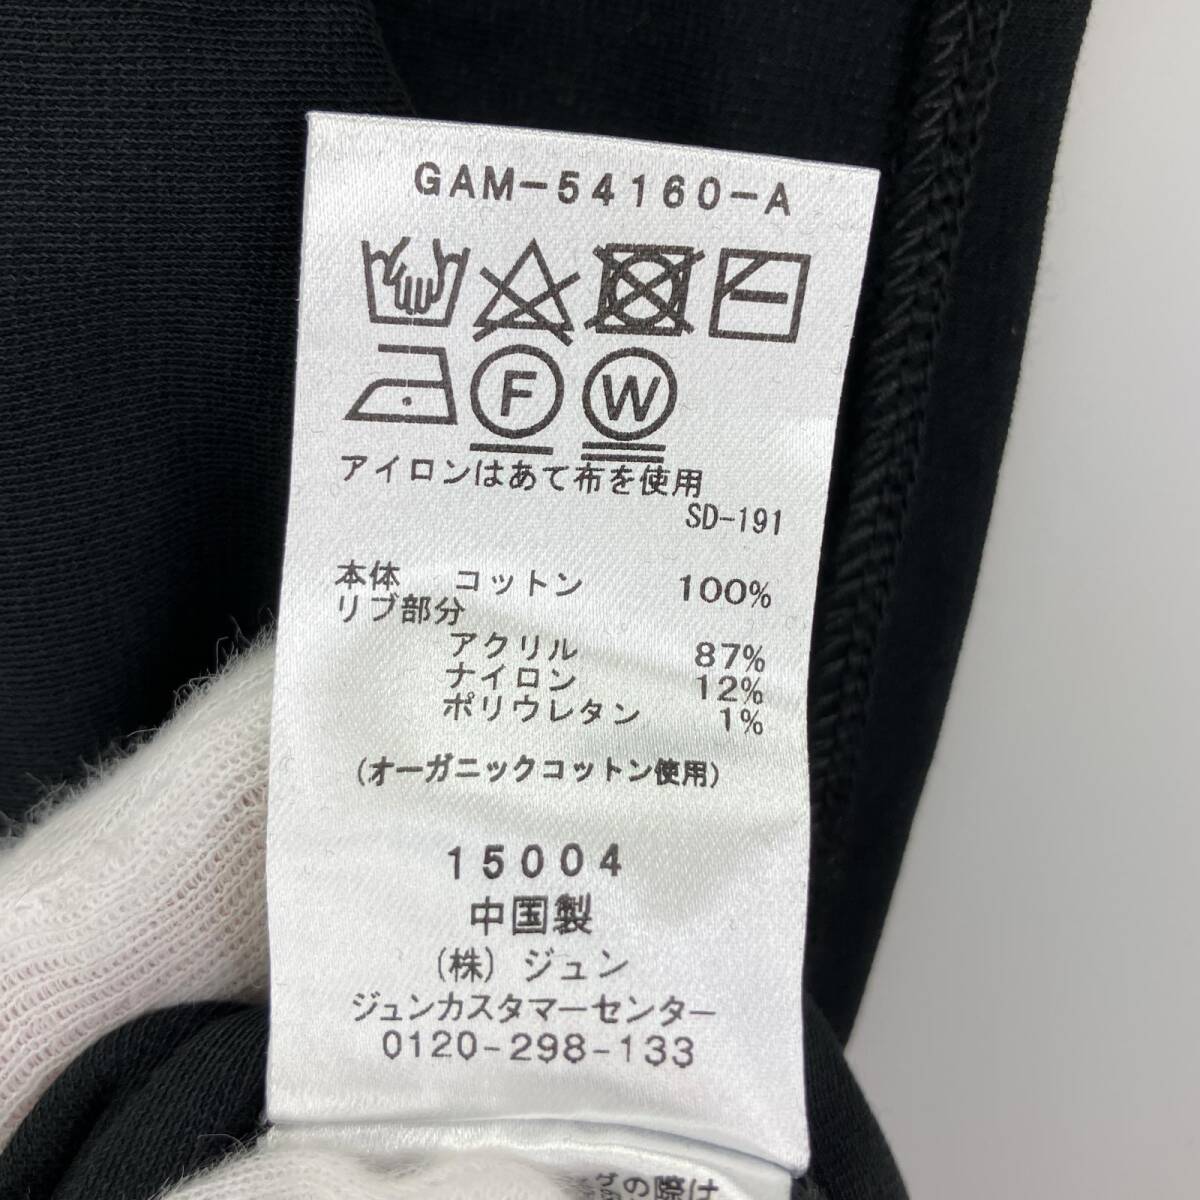 GAM-54160-A
F W
アイロンはあて布を使用
SD-191
本体 コットン 100%
リブ部分
アクリル 87%
ナイロン 12%
ポリウレタン 1%
(オーガニックコットン使用)
15004
中国製
(株) ジュン
ジュンカスタマーセンター
0120-298-133
の際は